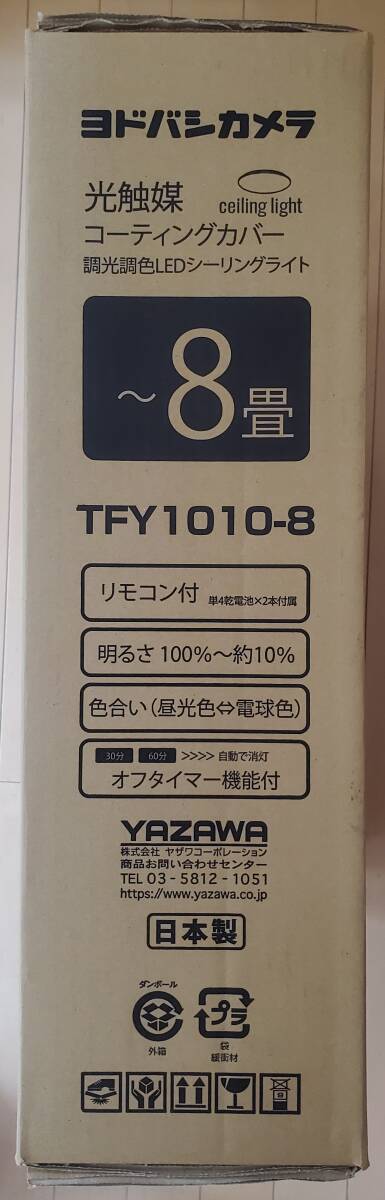 ヨドバシカメラ
光触媒
ceiling light
コーティングカバー
調光調色LEDシーリングライト
～8畳
TFY1010-8
リモコン付 単4乾電池×2本付属
明るさ 100%～約10%
色合い（昼光色⇔電球色）
30分 60分 >>>> 自動で消灯
オフタイマー機能付
YAZAWA
株式会社 ヤザワコーポレーション
商品お問い合わせセンター
TEL 03-5812-1051
https://www.yazawa.co.jp
日本製
ダンボール
外箱
プラ
袋
緩衝材